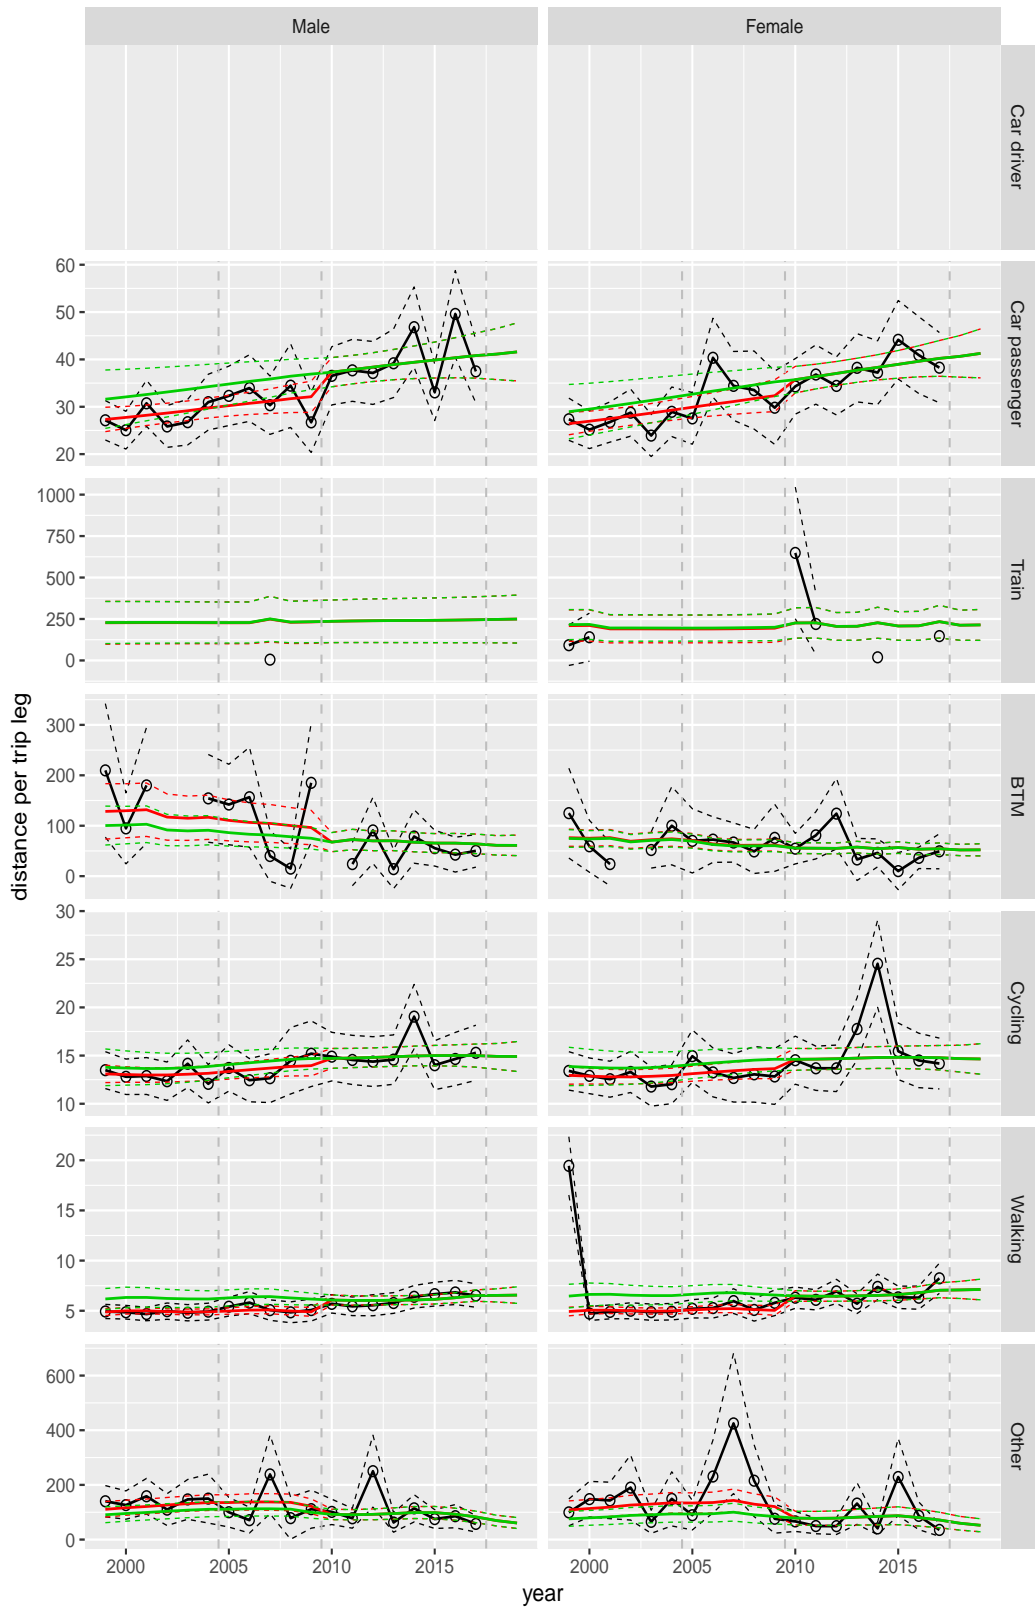 Male Female
Car driver
60
50
40
30
20
Car passenger
1000
750
500
250
0
Train
300
200
100
0
BTM
30
25
20
15
10
Cycling
20
15
10
5
Walking
600
400
200
0
Other
2000 2005 2010 2015 2000 2005 2010 2015
year
distance per trip leg